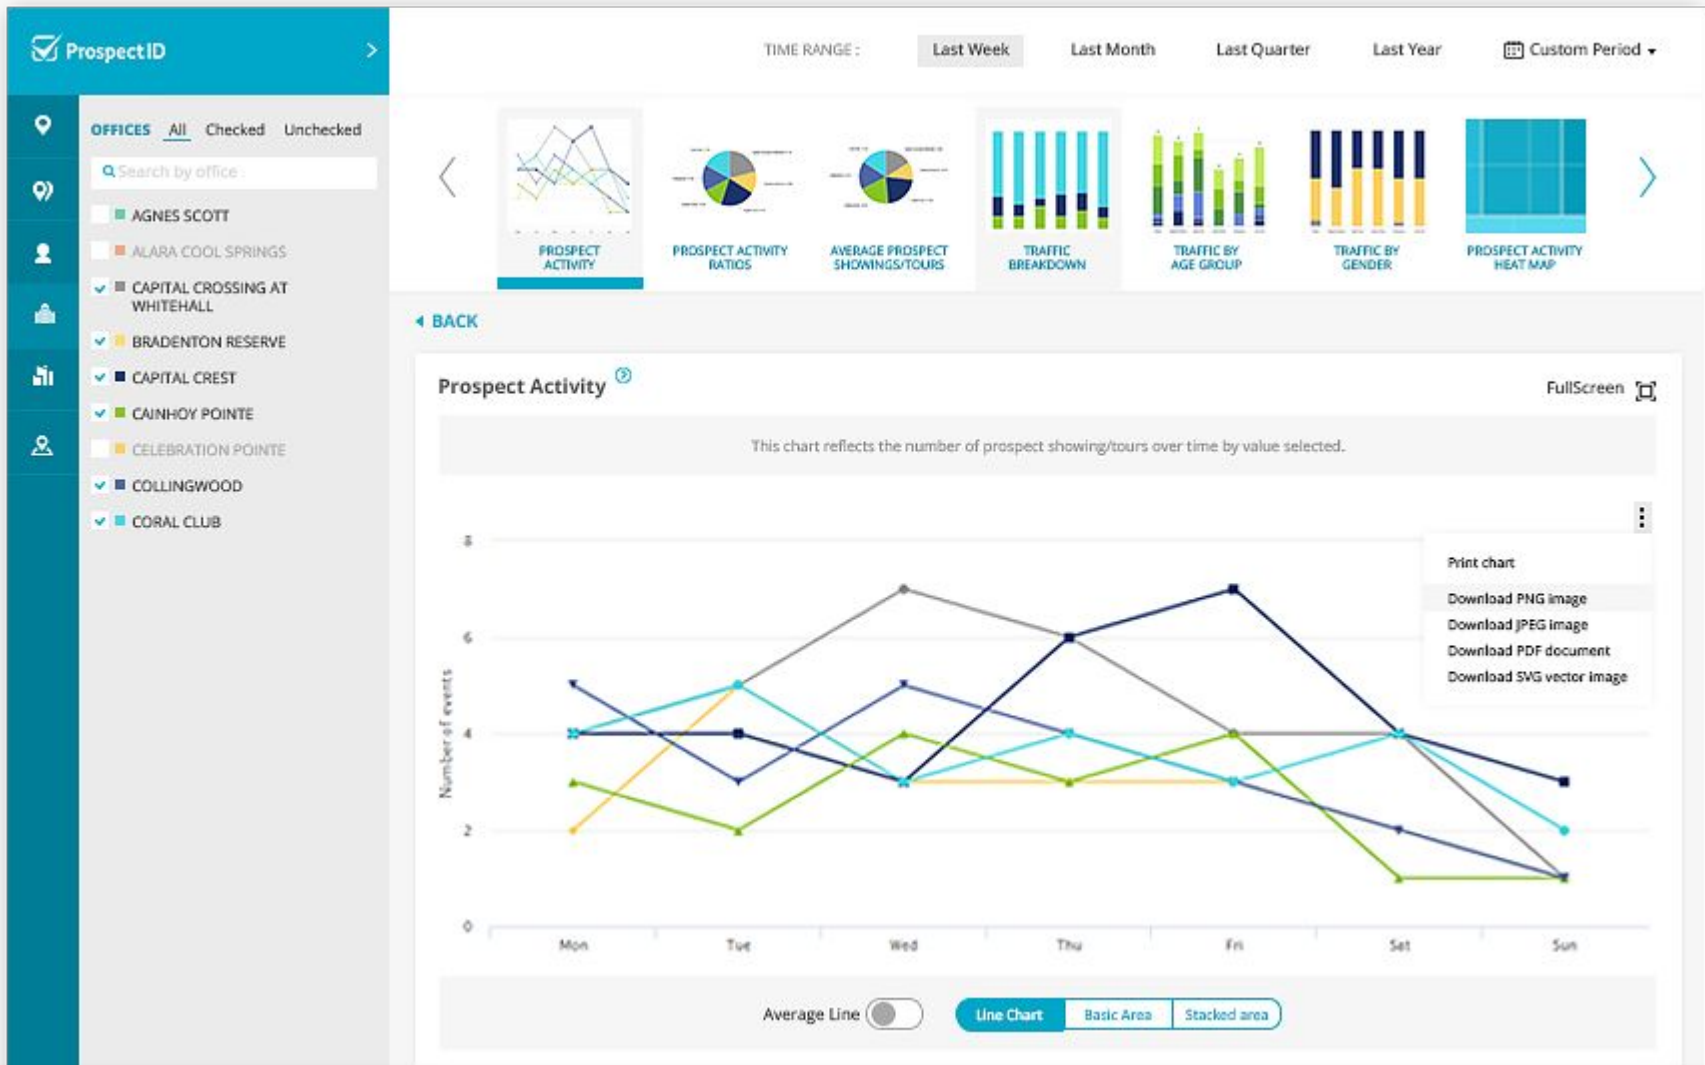 ProspectID
TIME RANGE :
Last Week
Last Month
Last Quarter
Last Year
Custom Period
OFFICES All Checked Unchecked
Search by office
AGNES SCOTT
ALARA COOL SPRINGS
CAPITAL CROSSING AT
WHITEHALL
BRADENTON RESERVE
CAPITAL CREST
CAINHOY POINTE
CELEBRATION POINTE
COLLINGWOOD
CORAL CLUB
PROSPECT
ACTIVITY
PROSPECT ACTIVITY
RATIOS
AVERAGE PROSPECT
SHOWINGS/TOURS
TRAFFIC
BREAKDOWN
TRAFFIC BY
AGE GROUP
TRAFFIC BY
GENDER
PROSPECT ACTIVITY
HEAT MAP
BACK
Prospect Activity
FullScreen
This chart reflects the number of prospect showing/tours over time by value selected.
Print chart
Download PNG image
Download JPEG image
Download PDF document
Download SVG vector image
Number of events
8
6
4
2
0
Mon
Tue
Wed
Thu
Fri
Sat
Sun
Average Line
Line Chart
Basic Area
Stacked area